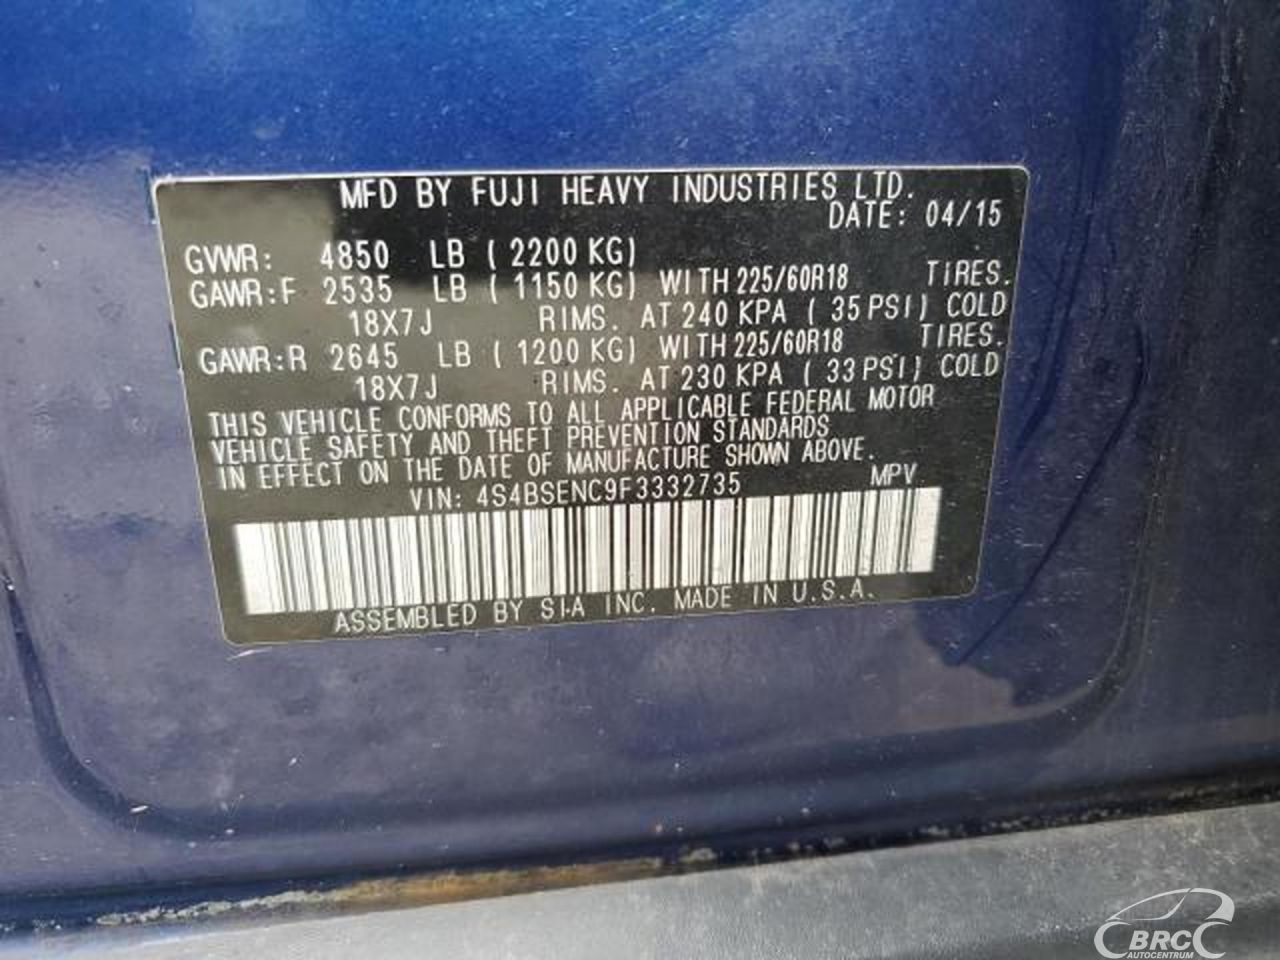 MFD BY FUJI HEAVY INDUSTRIES LTD.
DATE: 04/15
GVWR: 4850 LB ( 2200 KG)
GAWR:F 2535 LB ( 1150 KG) WITH 225/60R18 TIRES.
18X7J RIMS. AT 240 KPA ( 35 PSI) COLD
GAWR:R 2645 LB ( 1200 KG) WITH 225/60R18 TIRES.
18X7J RIMS. AT 230 KPA ( 33 PSI) COLD
THIS VEHICLE CONFORMS TO ALL APPLICABLE FEDERAL MOTOR
VEHICLE SAFETY AND THEFT PREVENTION STANDARDS
IN EFFECT ON THE DATE OF MANUFACTURE SHOWN ABOVE.
VIN: 4S4BSENC9F3332735 MPV
ASSEMBLED BY SIA INC. MADE IN U.S.A.
BRC
AUTOCENTRUM